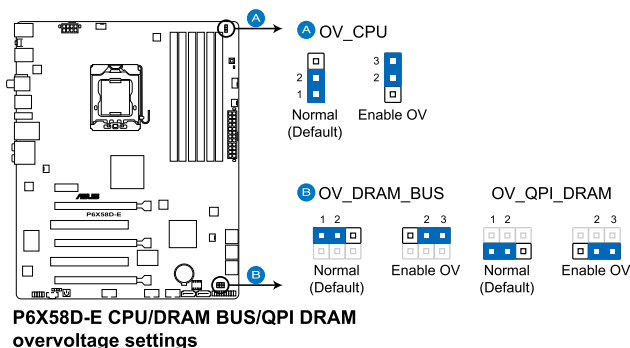 A
A OV_CPU
3
2
2
1
Normal
(Default)
Enable OV
ASUS
P6X58D-E
B
B OV_DRAM_BUS
OV_QPI_DRAM
1 2
2 3
1 2
2 3
Normal
(Default)
Enable OV
Normal
(Default)
Enable OV
P6X58D-E CPU/DRAM BUS/QPI DRAM
overvoltage settings